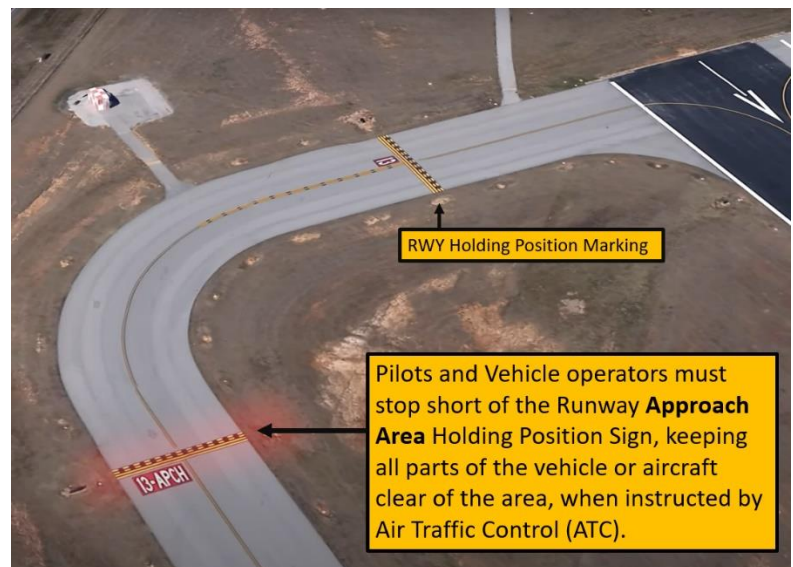 RWY Holding Position Marking
Pilots and Vehicle operators must
stop short of the Runway Approach
Area Holding Position Sign, keeping
all parts of the vehicle or aircraft
clear of the area, when instructed by
Air Traffic Control (ATC).
13-APCH